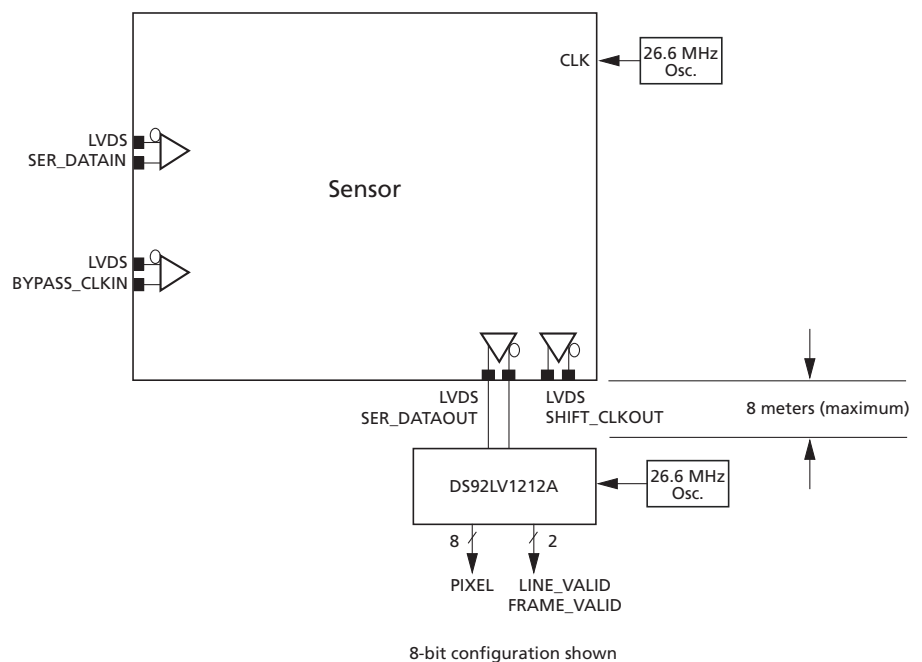 CLK
26.6 MHz
Osc.
LVDS
SER_DATAIN
Sensor
LVDS
BYPASS_CLKIN
LVDS
SER_DATAOUT
LVDS
SHIFT_CLKOUT
8 meters (maximum)
DS92LV1212A
26.6 MHz
Osc.
8
2
PIXEL
LINE_VALID
FRAME_VALID
8-bit configuration shown